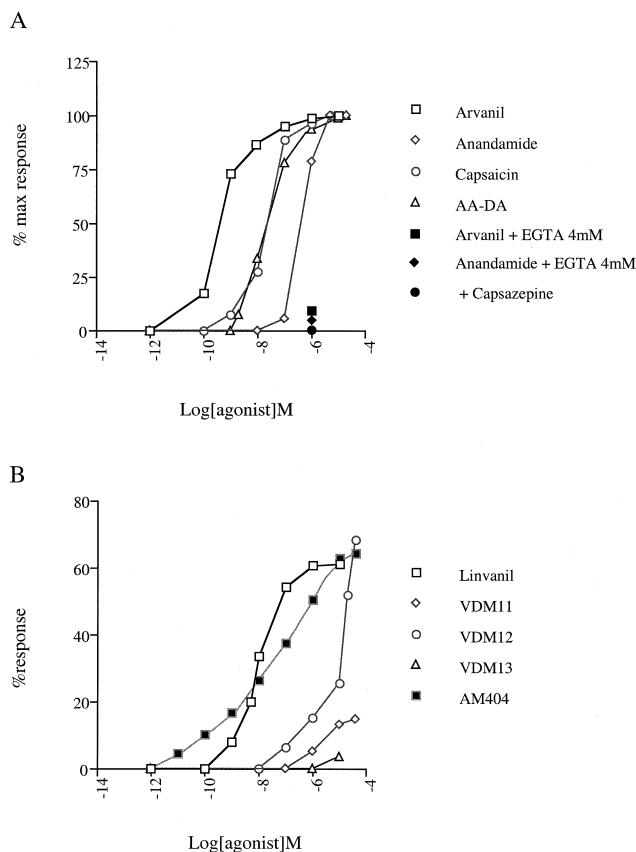 A
125
100
75
50
25
0
% max response
-14
-12
-10
-8
-6
-4
Log[agonist]M
Arvanil
Anandamide
Capsaicin
AA-DA
Arvanil + EGTA 4mM
Anandamide + EGTA 4mM
+ Capsazepine
B
80
60
40
20
0
%response
-14
-12
-10
-8
-6
-4
Log[agonist]M
Linvanil
VDM11
VDM12
VDM13
AM404